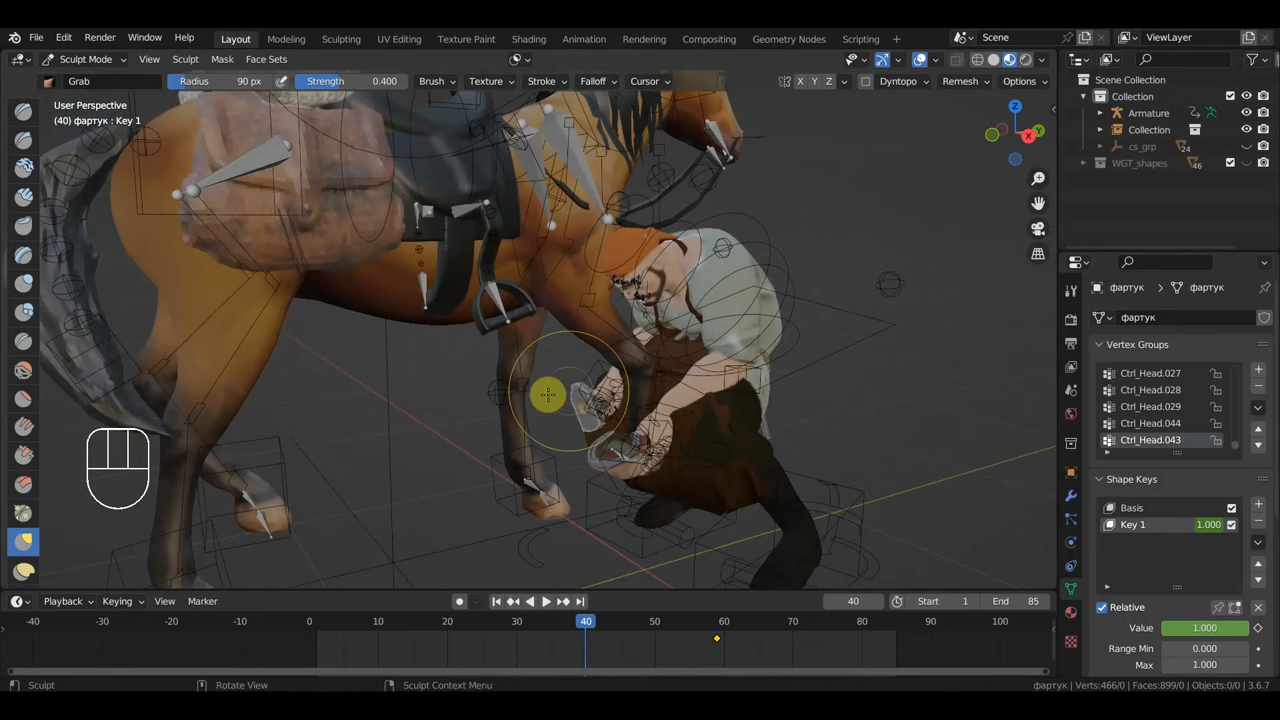 File Edit Render Window Help Layout Modeling Sculpting UV Editing Texture Paint Shading Animation Rendering Compositing Geometry Nodes Scripting Scene ViewLayer
Sculpt Mode View Sculpt Mask Face Sets
Grab Radius 90 px Strength 0.400 Brush Texture Stroke Falloff Cursor X Y Z Dyntopo Remesh Options
User Perspective
(40) фартук : Key 1
Z
Y
X
Scene Collection
Collection
Armature
Collection
cs_grp 24
WGT_shapes 46
фартук фартук
фартук
Vertex Groups
Ctrl_Head.027
Ctrl_Head.028
Ctrl_Head.029
Ctrl_Head.044
Ctrl_Head.043
Shape Keys
Basis
Key 1 1.000
Relative
Value 1.000
Range Min 0.000
Max 1.000
Playback Keying View Marker 40 Start 1 End 85
-40 -30 -20 -10 0 10 20 30 40 50 60 70 80 90 100
Sculpt Rotate View Sculpt Context Menu фартук | Verts:466/0 | Faces:899/0 | Objects:0/0 | 3.6.7